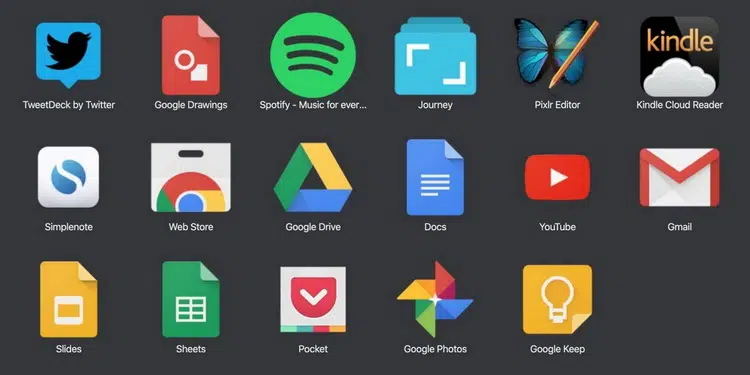 kindle
TweetDeck by Twitter
Google Drawings
Spotify - Music for ever...
Journey
Pixlr Editor
Kindle Cloud Reader
Simplenote
Web Store
Google Drive
Docs
YouTube
Gmail
Slides
Sheets
Pocket
Google Photos
Google Keep